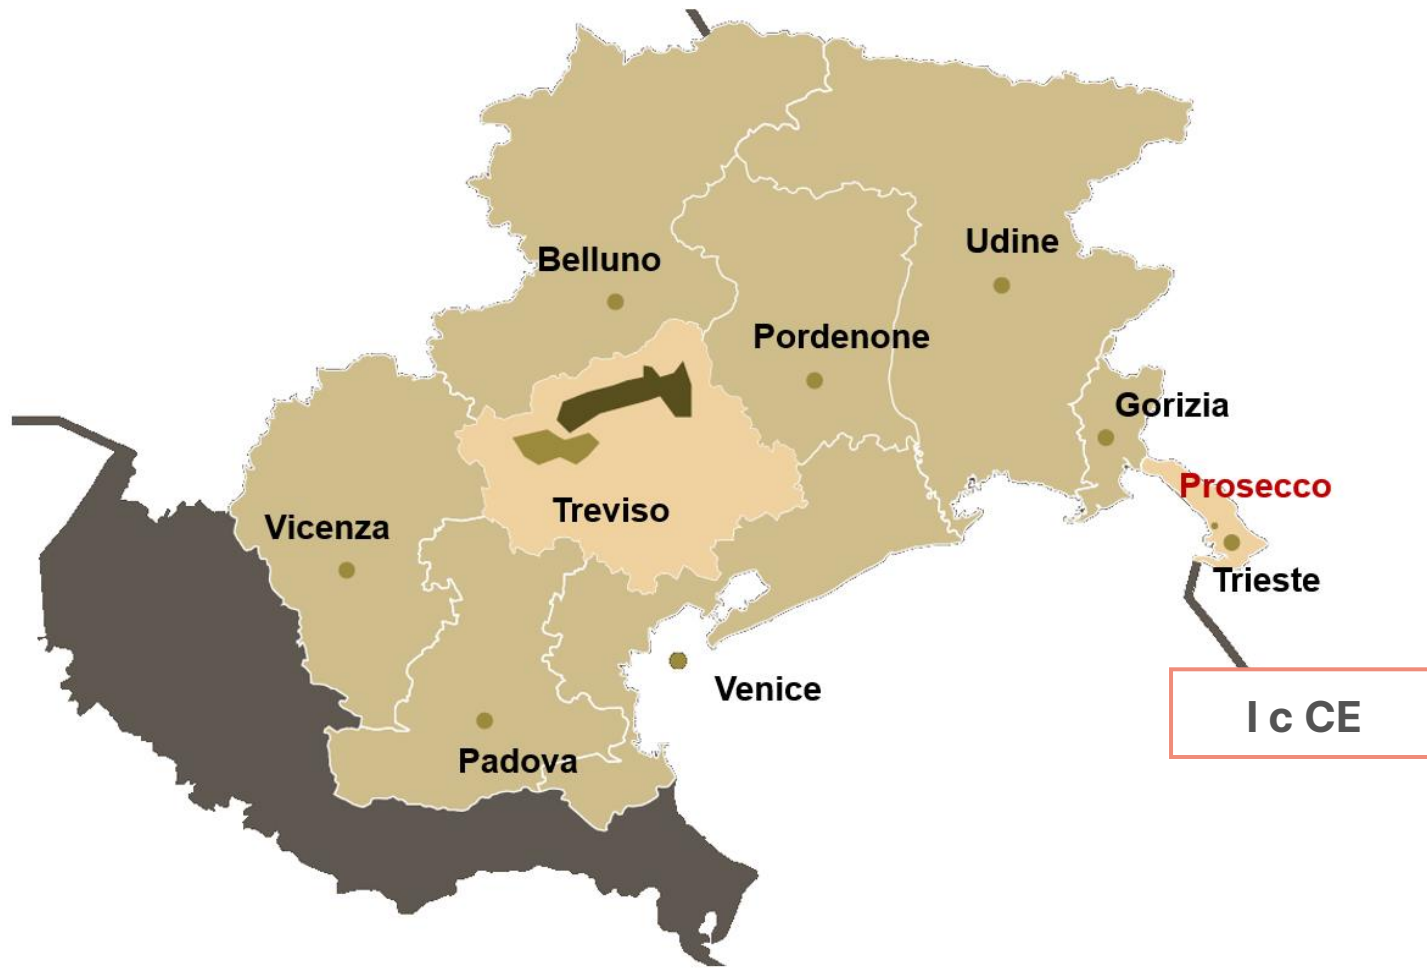 Belluno
Udine
Pordenone
Gorizia
Prosecco
Treviso
Vicenza
Trieste
Venice
I c CE
Padova